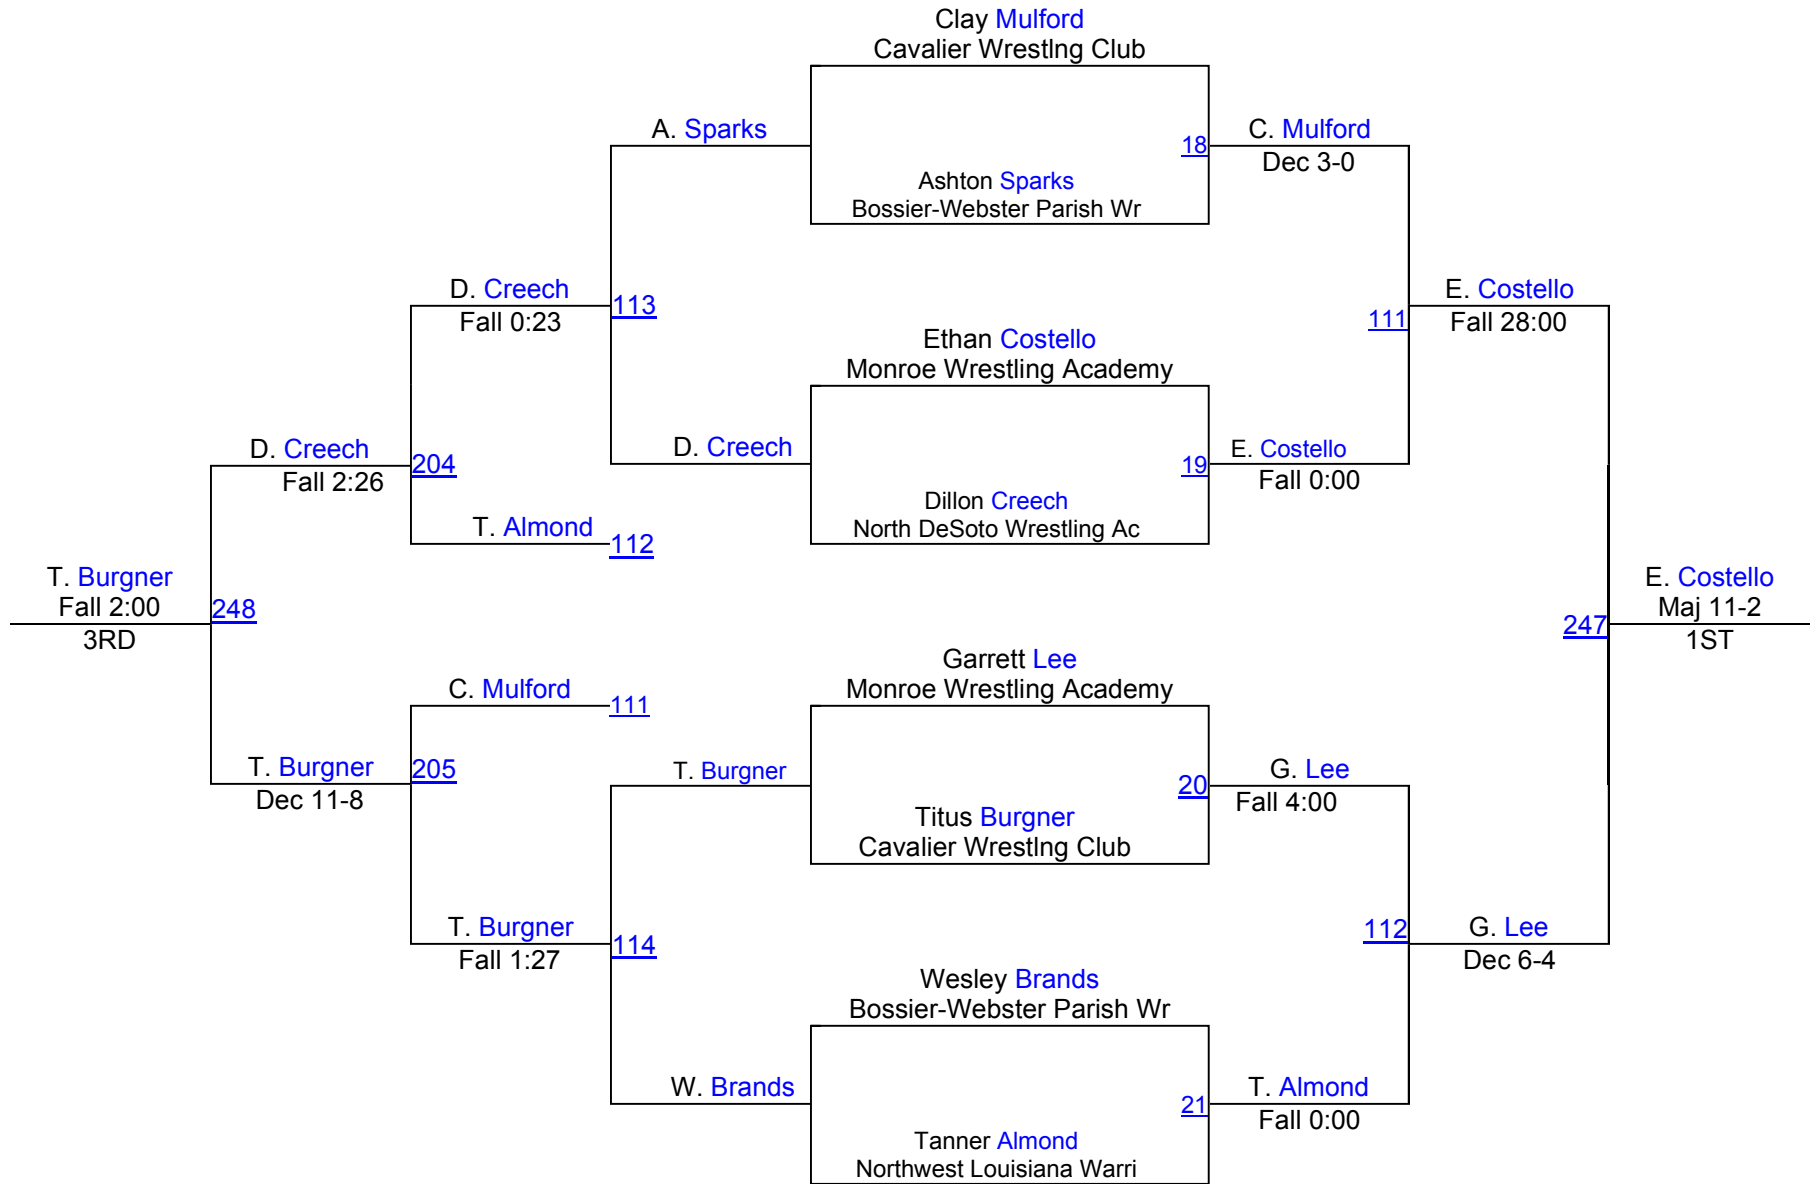 Clay Mulford
Cavalier Wrestlng Club
A. Sparks
18
C. Mulford
Dec 3-0
Ashton Sparks
Bossier-Webster Parish Wr
D. Creech
Fall 0:23
113
E. Costello
Fall 28:00
111
Ethan Costello
Monroe Wrestling Academy
D. Creech
Fall 2:26
204
D. Creech
19
E. Costello
Fall 0:00
Dillon Creech
North DeSoto Wrestling Ac
T. Almond
112
T. Burgner
Fall 2:00
3RD
248
E. Costello
Maj 11-2
1ST
247
Garrett Lee
Monroe Wrestling Academy
C. Mulford
111
T. Burgner
Dec 11-8
205
T. Burgner
20
G. Lee
Fall 4:00
Titus Burgner
Cavalier Wrestlng Club
T. Burgner
Fall 1:27
114
112
G. Lee
Dec 6-4
Wesley Brands
Bossier-Webster Parish Wr
W. Brands
21
T. Almond
Fall 0:00
Tanner Almond
Northwest Louisiana Warri